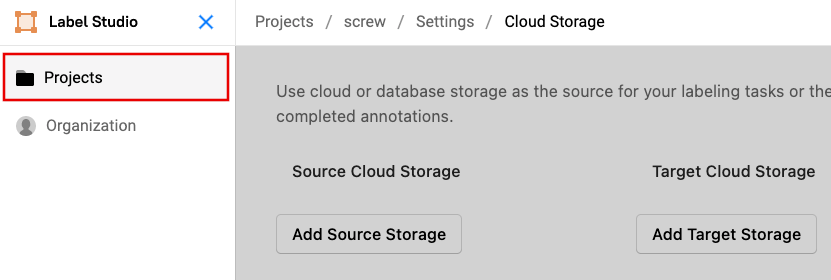 Label Studio
Projects / screw / Settings / Cloud Storage
Projects
Organization
Use cloud or database storage as the source for your labeling tasks or the
completed annotations.
Source Cloud Storage
Target Cloud Storage
Add Source Storage
Add Target Storage